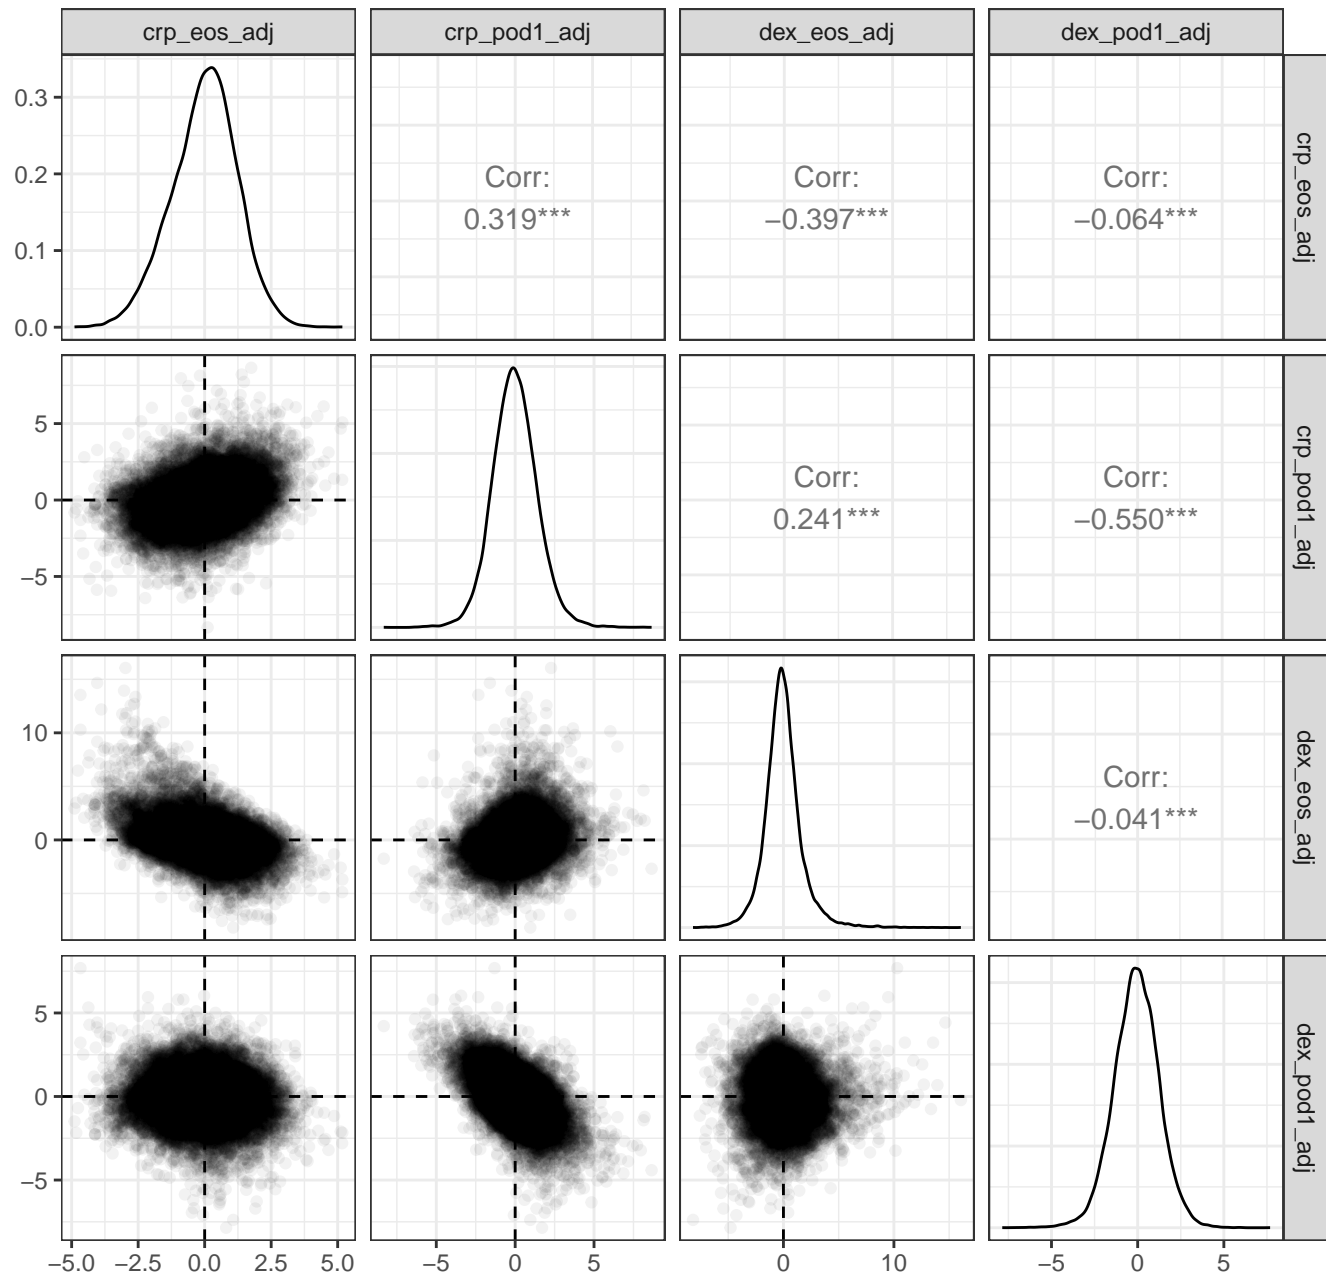 crp_eos_adj crp_pod1_adj dex_eos_adj dex_pod1_adj
0.3
0.2
0.1
0.0
Corr:
0.319***
Corr:
−0.397***
Corr:
−0.064***
crp_eos_adj
5
0
−5
Corr:
0.241***
Corr:
−0.550***
crp_pod1_adj
10
0
Corr:
−0.041***
dex_eos_adj
5
0
−5
dex_pod1_adj
−5.0 −2.5 0.0 2.5 5.0 −5 0 5 0 10 −5 0 5